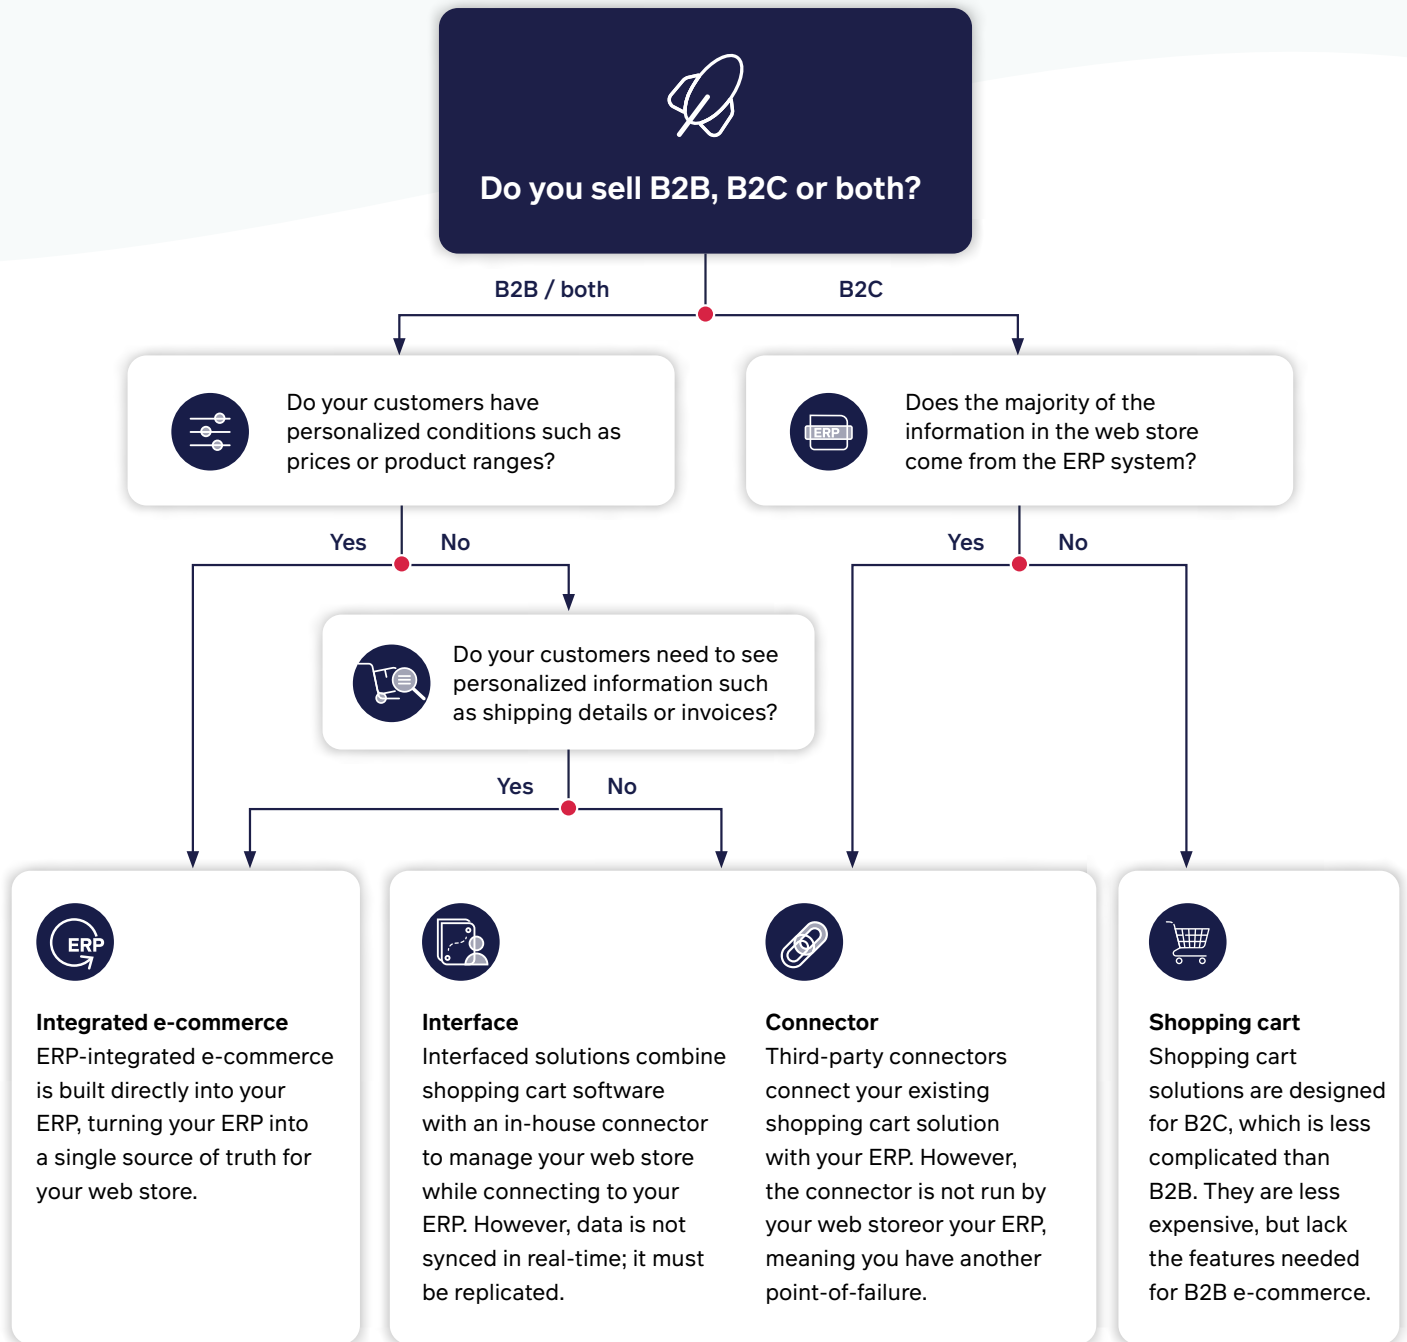 Do you sell B2B, B2C or both?
B2B / both
B2C
Do your customers have
personalized conditions such as
prices or product ranges?
ERP
Does the majority of the
information in the web store
come from the ERP system?
Yes
No
Yes
No
Do your customers need to see
personalized information such
as shipping details or invoices?
Yes
No
ERP
Integrated e-commerce
ERP-integrated e-commerce
is built directly into your
ERP, turning your ERP into
a single source of truth for
your web store.
Interface
Interfaced solutions combine
shopping cart software
with an in-house connector
to manage your web store
while connecting to your
ERP. However, data is not
synced in real-time; it must
be replicated.
Connector
Third-party connectors
connect your existing
shopping cart solution
with your ERP. However,
the connector is not run by
your web storeor your ERP,
meaning you have another
point-of-failure.
Shopping cart
Shopping cart
solutions are designed
for B2C, which is less
complicated than
B2B. They are less
expensive, but lack
the features needed
for B2B e-commerce.